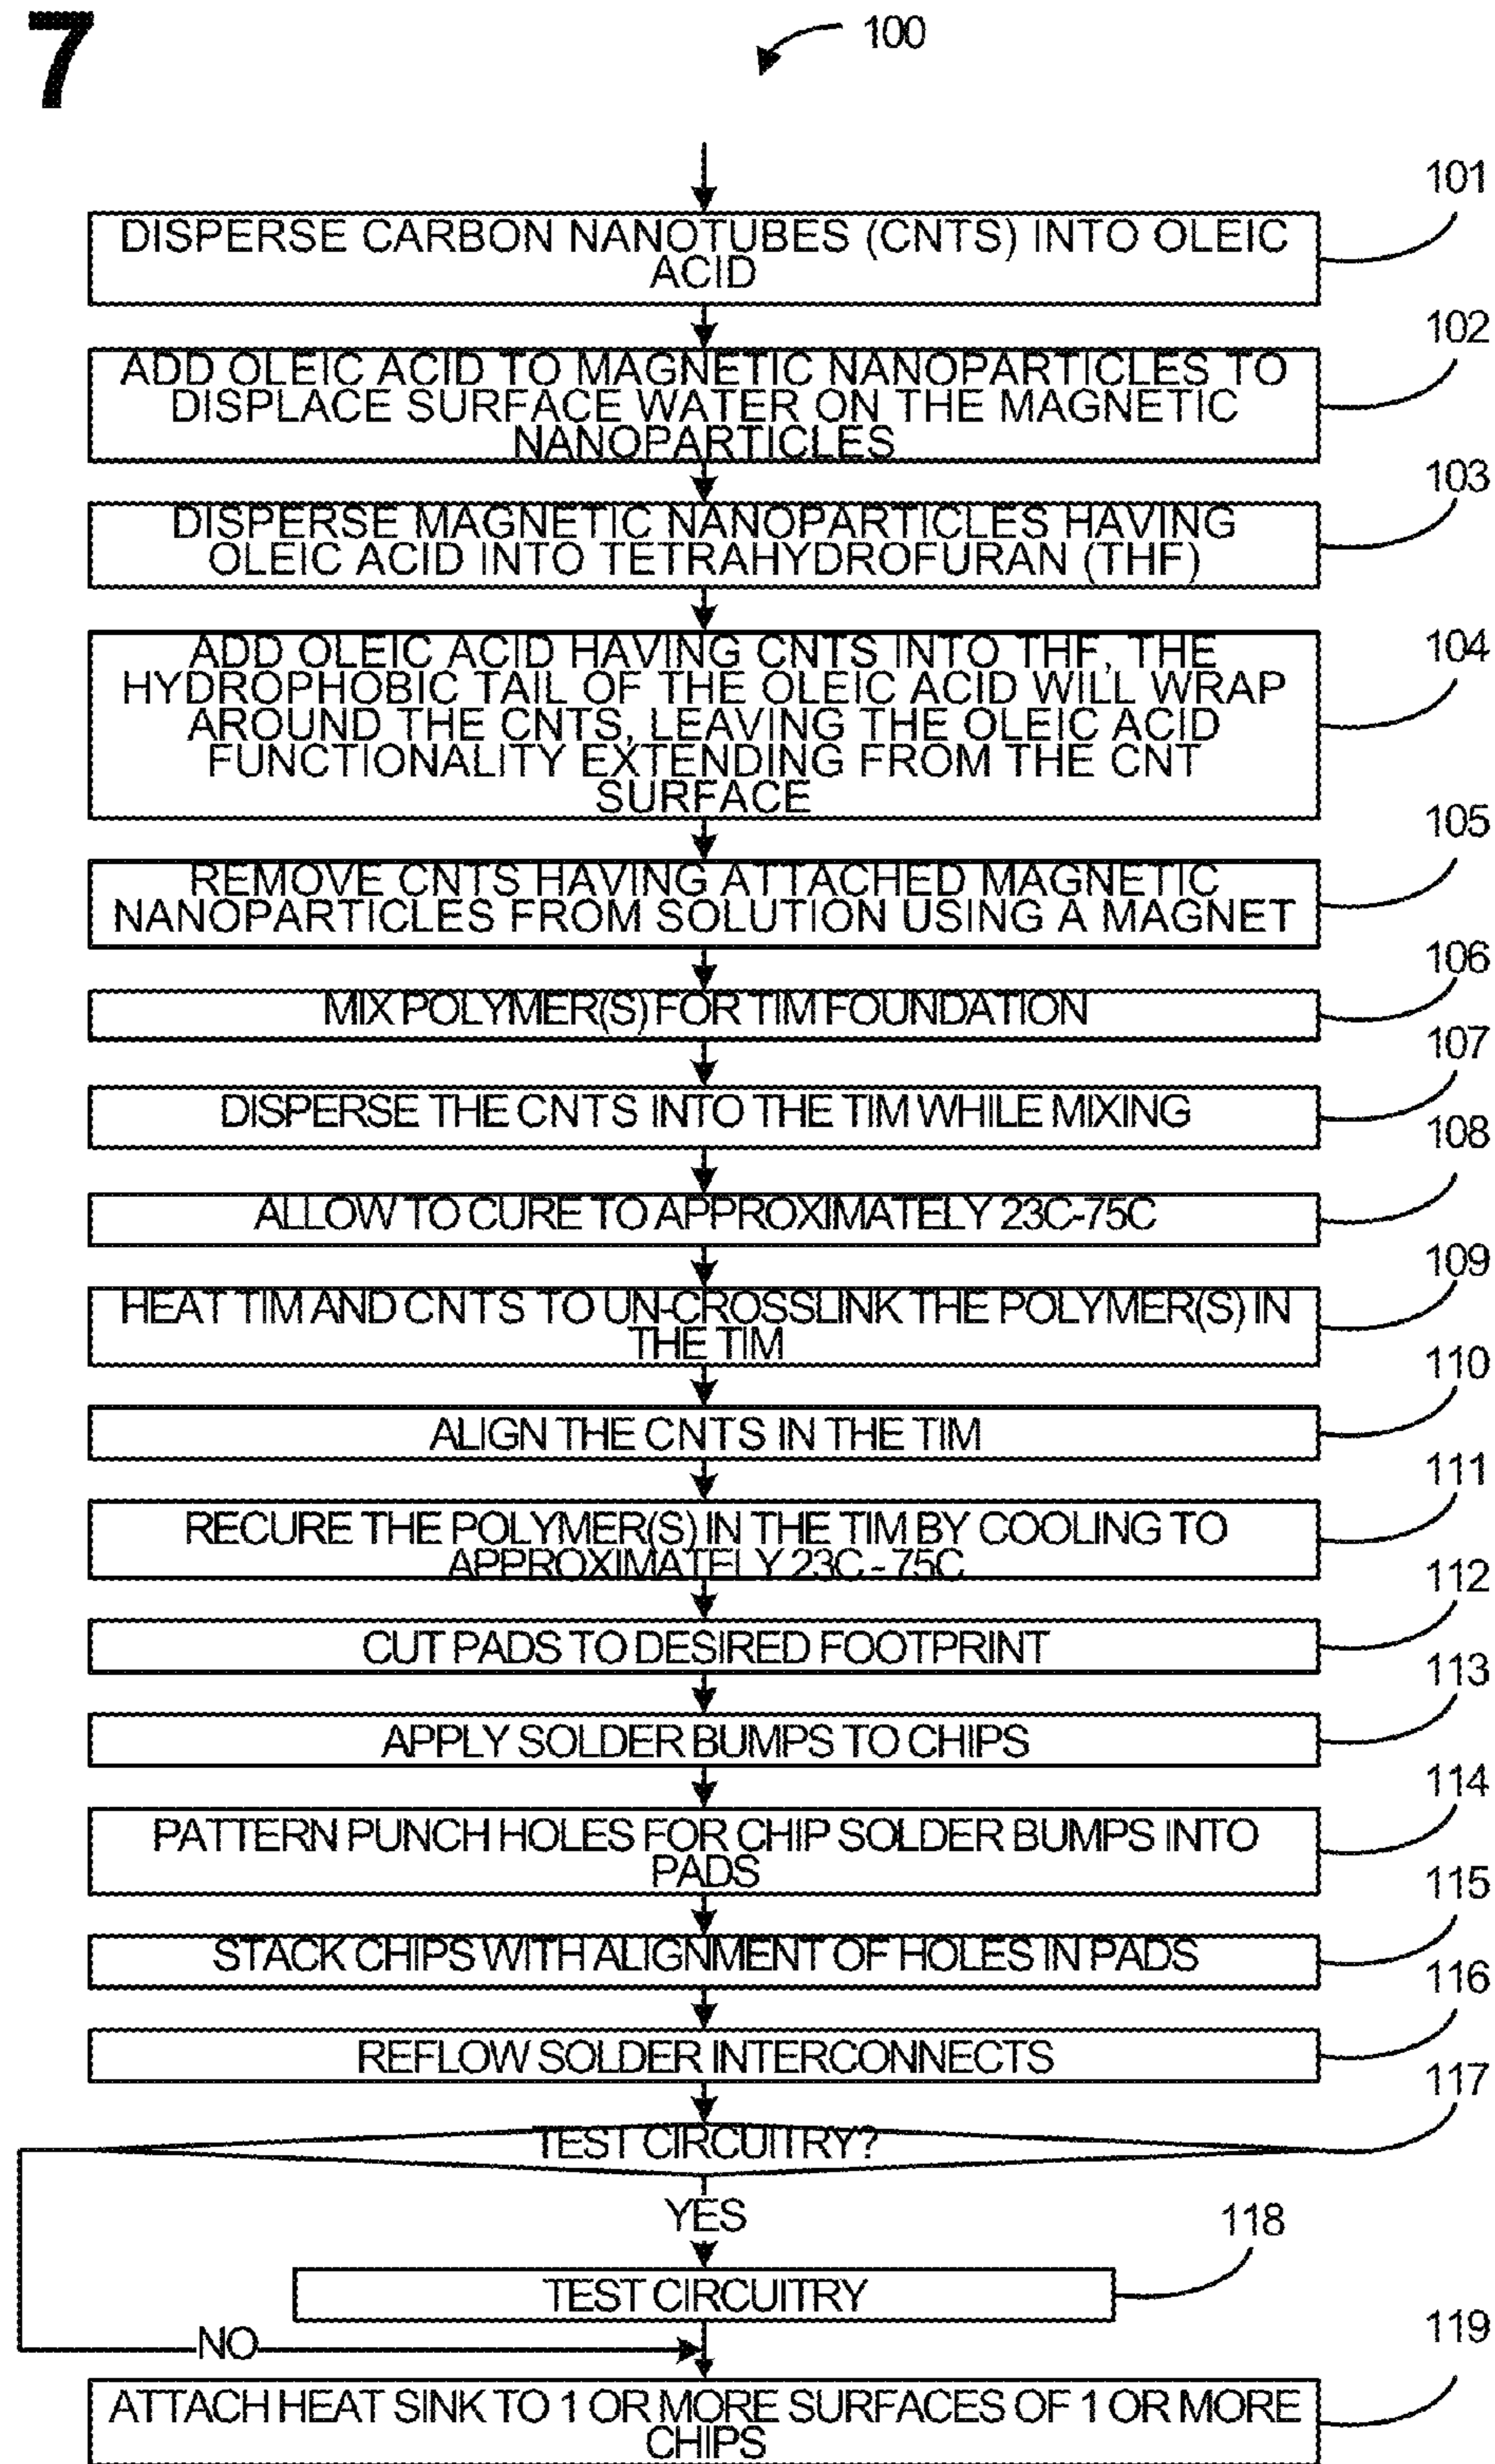 7
100
101
DISPERSE CARBON NANOTUBES (CNTS) INTO OLEIC
ACID
102
ADD OLEIC ACID TO MAGNETIC NANOPARTICLES TO
DISPLACE SURFACE WATER ON THE MAGNETIC
NANOPARTICLES
103
DISPERSE MAGNETIC NANOPARTICLES HAVING
OLEIC ACID INTO TETRAHYDROFURAN (THF)
104
ADD OLEIC ACID HAVING CNTS INTO THF, THE
HYDROPHOBIC TAIL OF THE OLEIC ACID WILL WRAP
AROUND THE CNTS, LEAVING THE OLEIC ACID
FUNCTIONALITY EXTENDING FROM THE CNT
SURFACE
105
REMOVE CNTS HAVING ATTACHED MAGNETIC
NANOPARTICLES FROM SOLUTION USING A MAGNET
106
MIX POLYMER(S) FOR TIM FOUNDATION
107
DISPERSE THE CNTS INTO THE TIM WHILE MIXING
108
ALLOW TO CURE TO APPROXIMATELY 23C-75C
109
HEAT TIM AND CNTS TO UN-CROSSLINK THE POLYMER(S) IN
THE TIM
110
ALIGN THE CNTS IN THE TIM
111
RECURE THE POLYMER(S) IN THE TIM BY COOLING TO
APPROXIMATELY 23C - 75C
112
CUT PADS TO DESIRED FOOTPRINT
113
APPLY SOLDER BUMPS TO CHIPS
114
PATTERN PUNCH HOLES FOR CHIP SOLDER BUMPS INTO
PADS
115
STACK CHIPS WITH ALIGNMENT OF HOLES IN PADS
116
REFLOW SOLDER INTERCONNECTS
117
TEST CIRCUITRY?
YES
118
TEST CIRCUITRY
NO
119
ATTACH HEAT SINK TO 1 OR MORE SURFACES OF 1 OR MORE
CHIPS